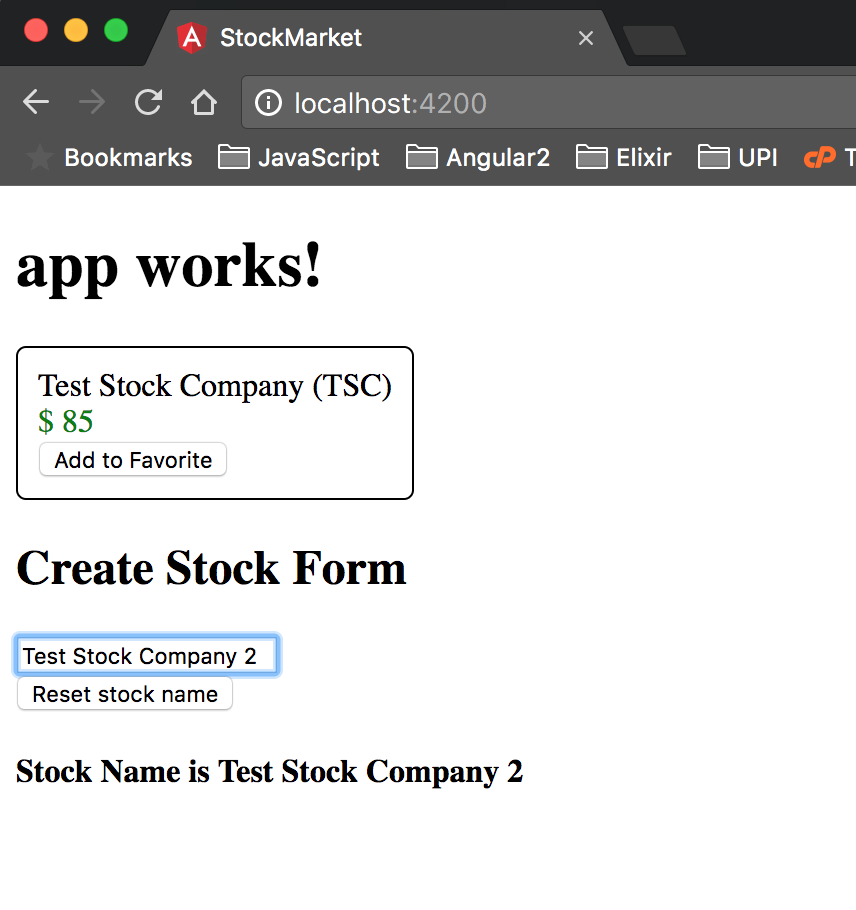 StockMarket
localhost:4200
Bookmarks JavaScript Angular2 Elixir UPI cP T
app works!
Test Stock Company (TSC)
$ 85
Add to Favorite
Create Stock Form
Test Stock Company 2
Reset stock name
Stock Name is Test Stock Company 2